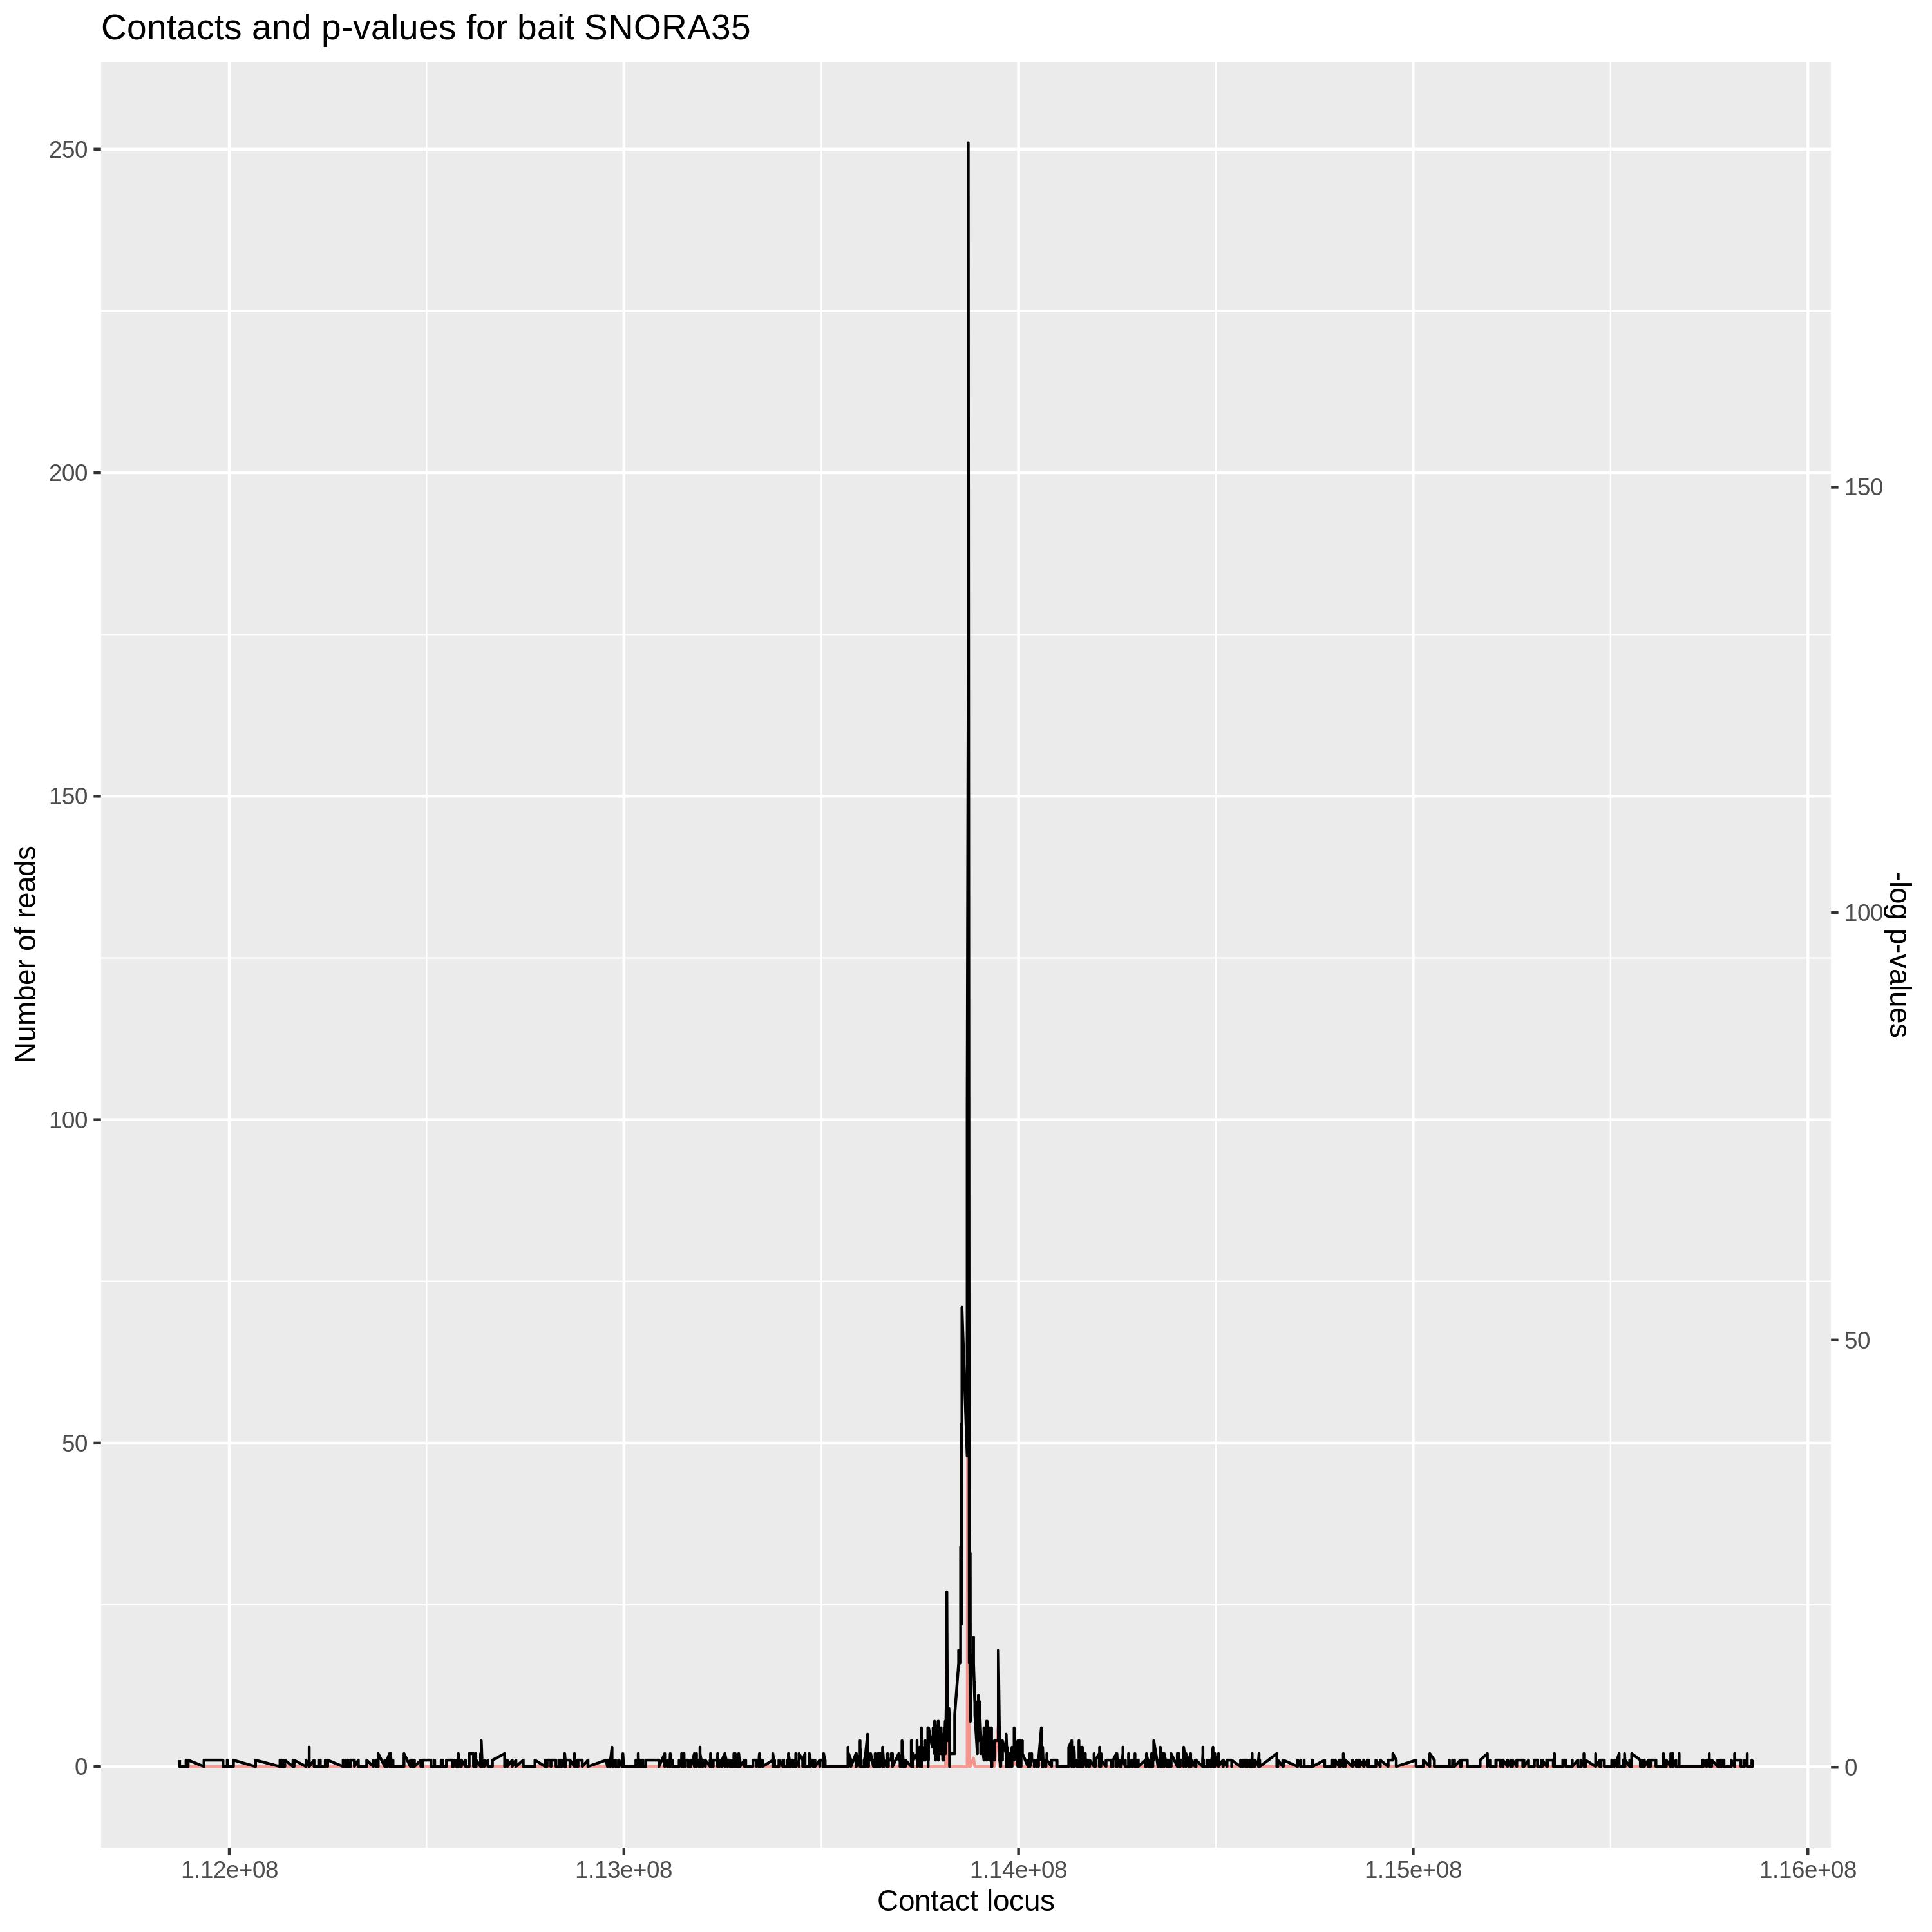 Contacts and p-values for bait SNORA35
250
200
150
100
50
0
Number of reads
150
100
50
0
-log p-values
1.12e+08
1.13e+08
1.14e+08
1.15e+08
1.16e+08
Contact locus